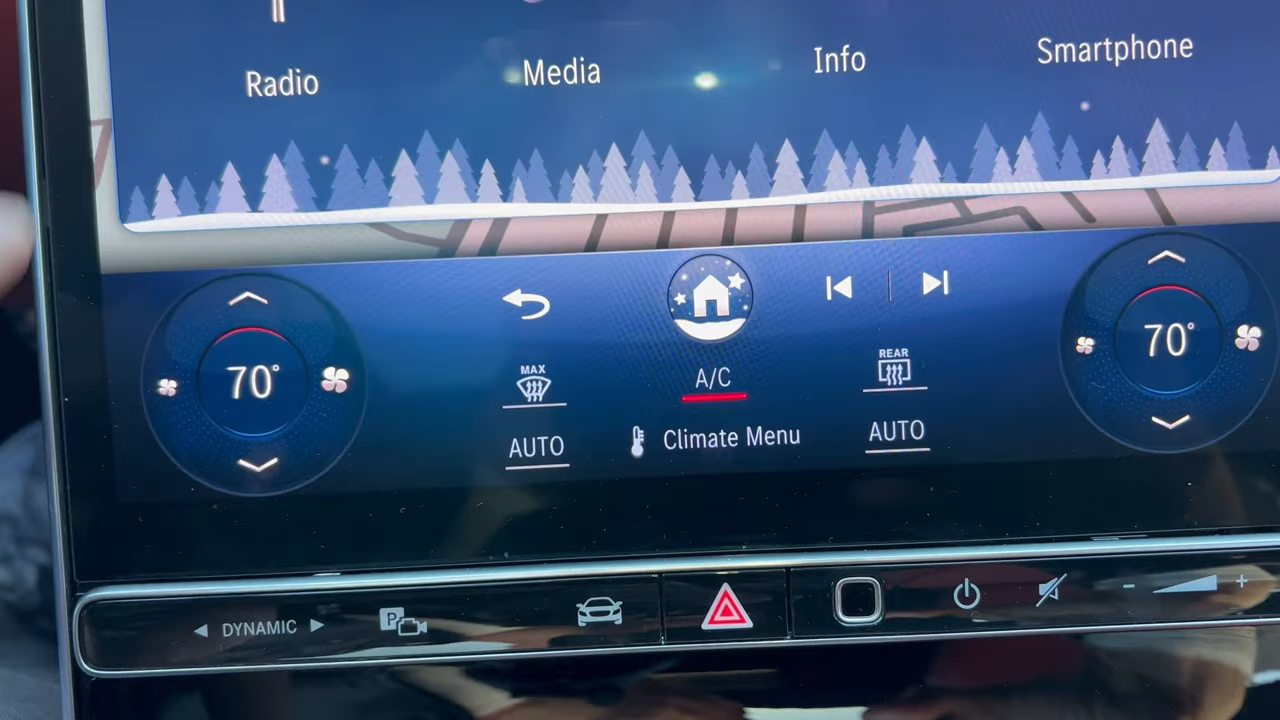 Radio
Media
Info
Smartphone
70°
MAX
A/C
REAR
70°
AUTO
Climate Menu
AUTO
DYNAMIC
P